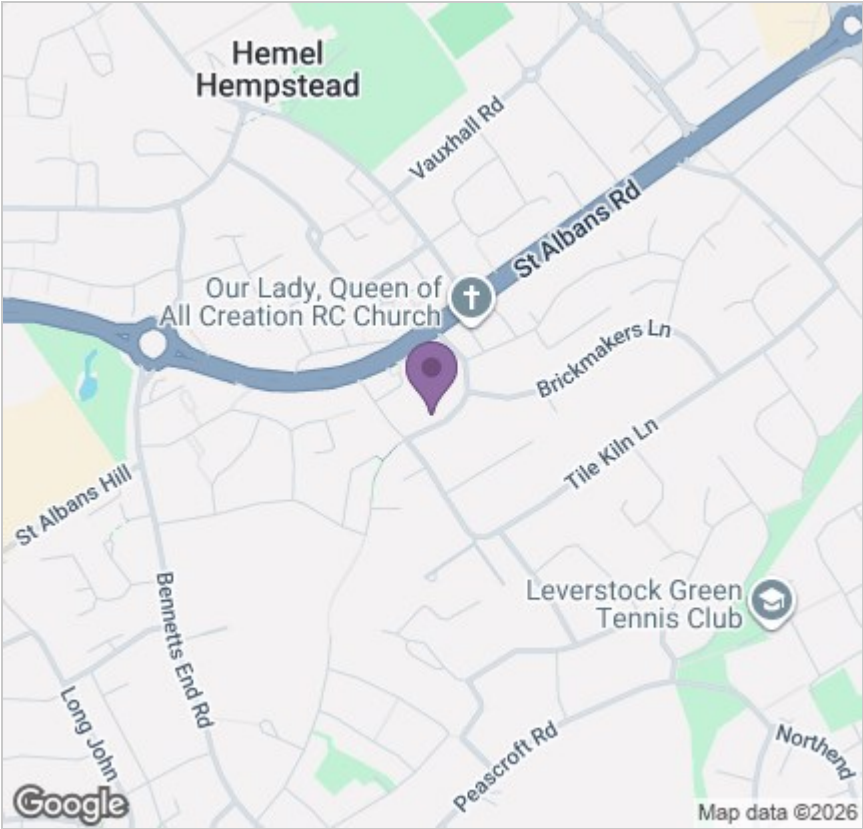 Hemel
Hempstead
Vauxhall Rd
St Albans Rd
Our Lady, Queen of
All Creation RC Church
Brickmakers Ln
Tile Kiln Ln
St Albans Hill
Bennetts End Rd
Leverstock Green
Tennis Club
Long John
Peascroft Rd
Northend
Google
Map data ©2026